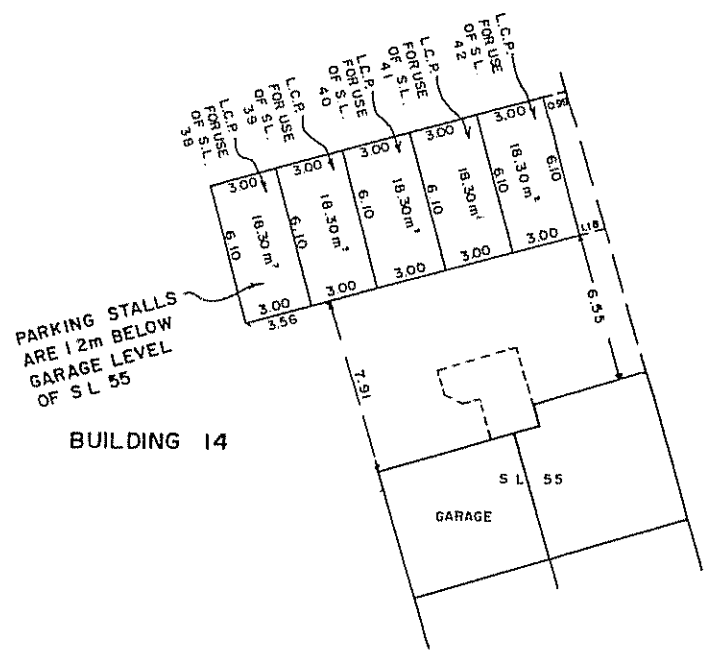 L.C.P.
FOR USE
OF S.L.
38
L.C.P.
FOR USE
OF SL.
39
L.C.P.
FOR USE
OF S.L.
40
L.C.P.
FOR USE
OF S.L.
41
L.C.P.
FOR USE
OF S.L.
42
3.00
3.00
3.00
3.00
3.00
0.99
6.10
18.30 m²
6.10
18.30 m²
6.10
18.30 m²
6.10
18.30 m²
6.10
18.30 m²
6.10
3.00
3.00
3.00
3.00
3.00
1.18
3.56
PARKING STALLS
ARE 1 2m BELOW
GARAGE LEVEL
OF S L 55
7.91
6.55
BUILDING 14
S L 55
GARAGE